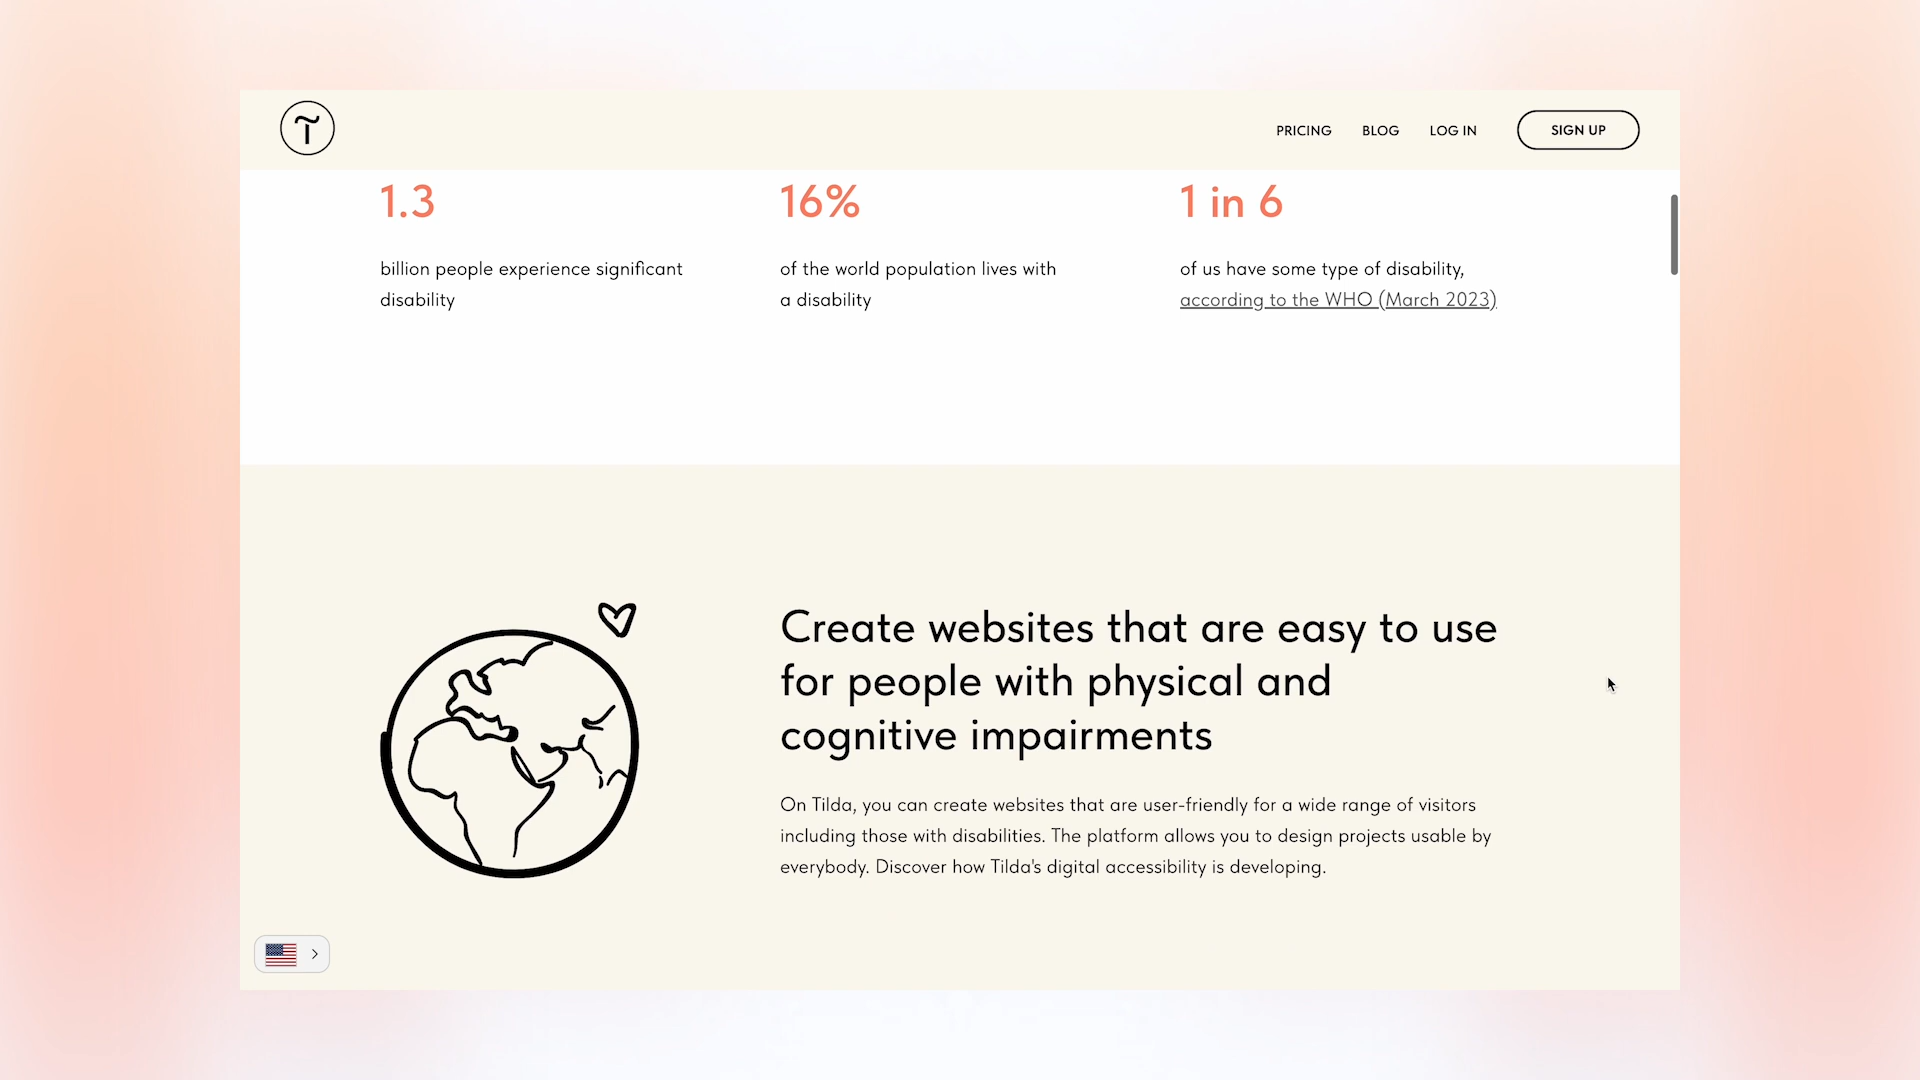 PRICING BLOG LOG IN SIGN UP
1.3
billion people experience significant
disability
16%
of the world population lives with
a disability
1 in 6
of us have some type of disability,
according to the WHO (March 2023)
Create websites that are easy to use
for people with physical and
cognitive impairments
On Tilda, you can create websites that are user-friendly for a wide range of visitors
including those with disabilities. The platform allows you to design projects usable by
everybody. Discover how Tilda's digital accessibility is developing.